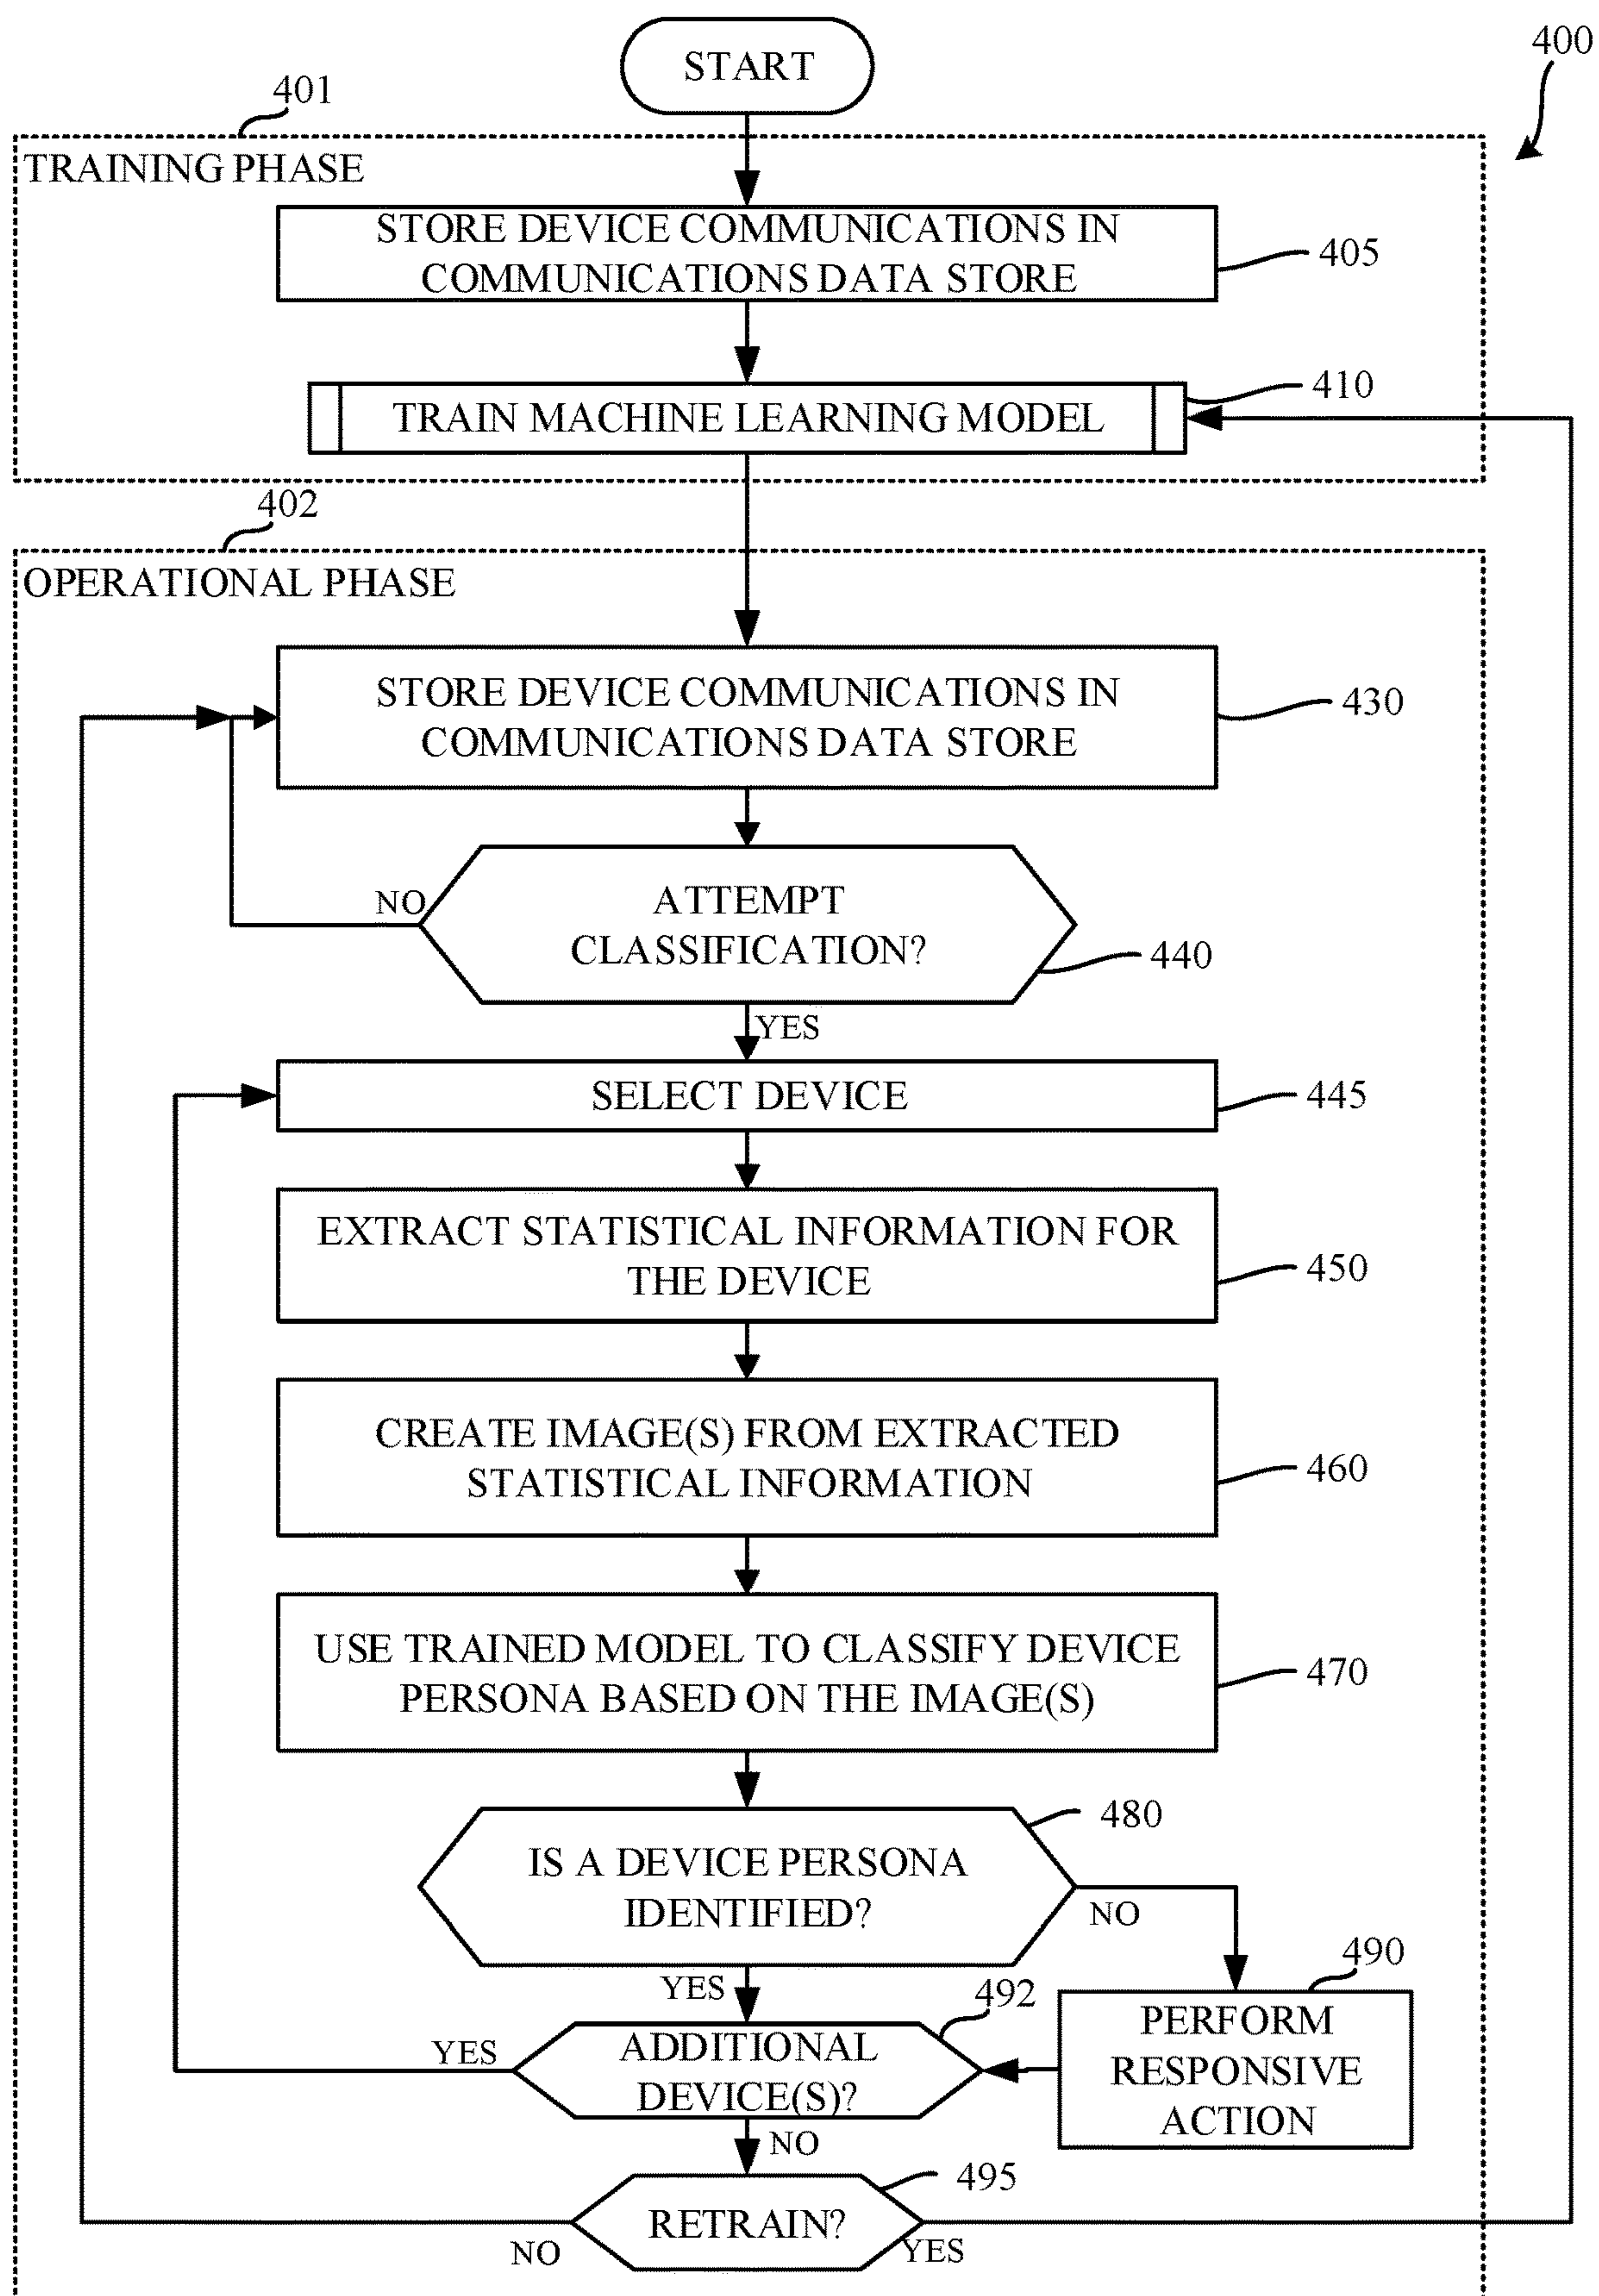 START
400
401
TRAINING PHASE
STORE DEVICE COMMUNICATIONS IN
COMMUNICATIONS DATA STORE
405
TRAIN MACHINE LEARNING MODEL
410
402
OPERATIONAL PHASE
STORE DEVICE COMMUNICATIONS IN
COMMUNICATIONS DATA STORE
430
NO
ATTEMPT
CLASSIFICATION?
440
YES
SELECT DEVICE
445
EXTRACT STATISTICAL INFORMATION FOR
THE DEVICE
450
CREATE IMAGE(S) FROM EXTRACTED
STATISTICAL INFORMATION
460
USE TRAINED MODEL TO CLASSIFY DEVICE
PERSONA BASED ON THE IMAGE(S)
470
480
IS A DEVICE PERSONA
IDENTIFIED?
NO
490
YES
492
PERFORM
RESPONSIVE
ACTION
YES
ADDITIONAL
DEVICE(S)?
NO
495
RETRAIN?
NO
YES